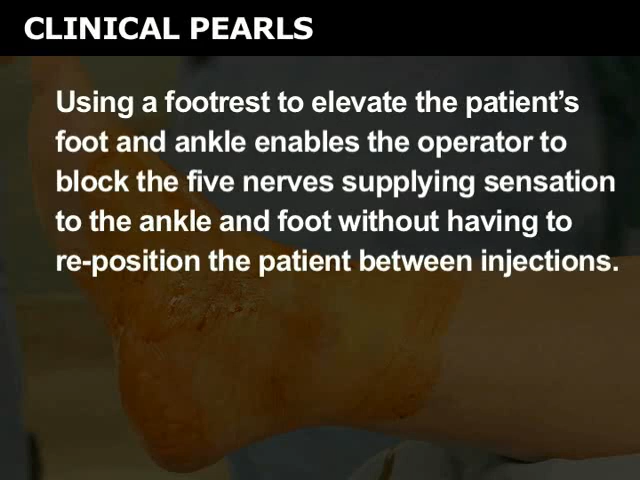 CLINICAL PEARLS
Using a footrest to elevate the patient’s
foot and ankle enables the operator to
block the five nerves supplying sensation
to the ankle and foot without having to
re-position the patient between injections.